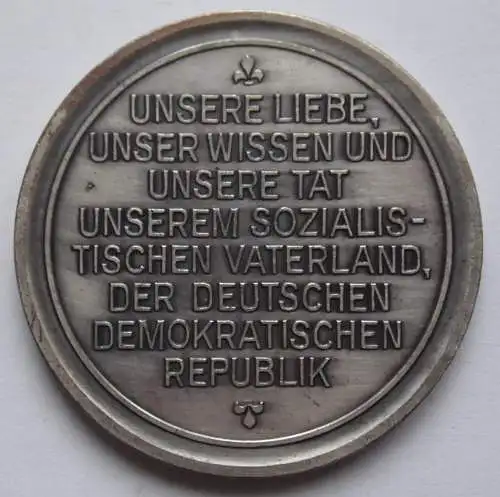 UNSERE LIEBE,
UNSER WISSEN UND
UNSERE TAT
UNSEREM SOZIALIS-
TISCHEN VATERLAND,
DER DEUTSCHEN
DEMOKRATISCHEN
REPUBLIK